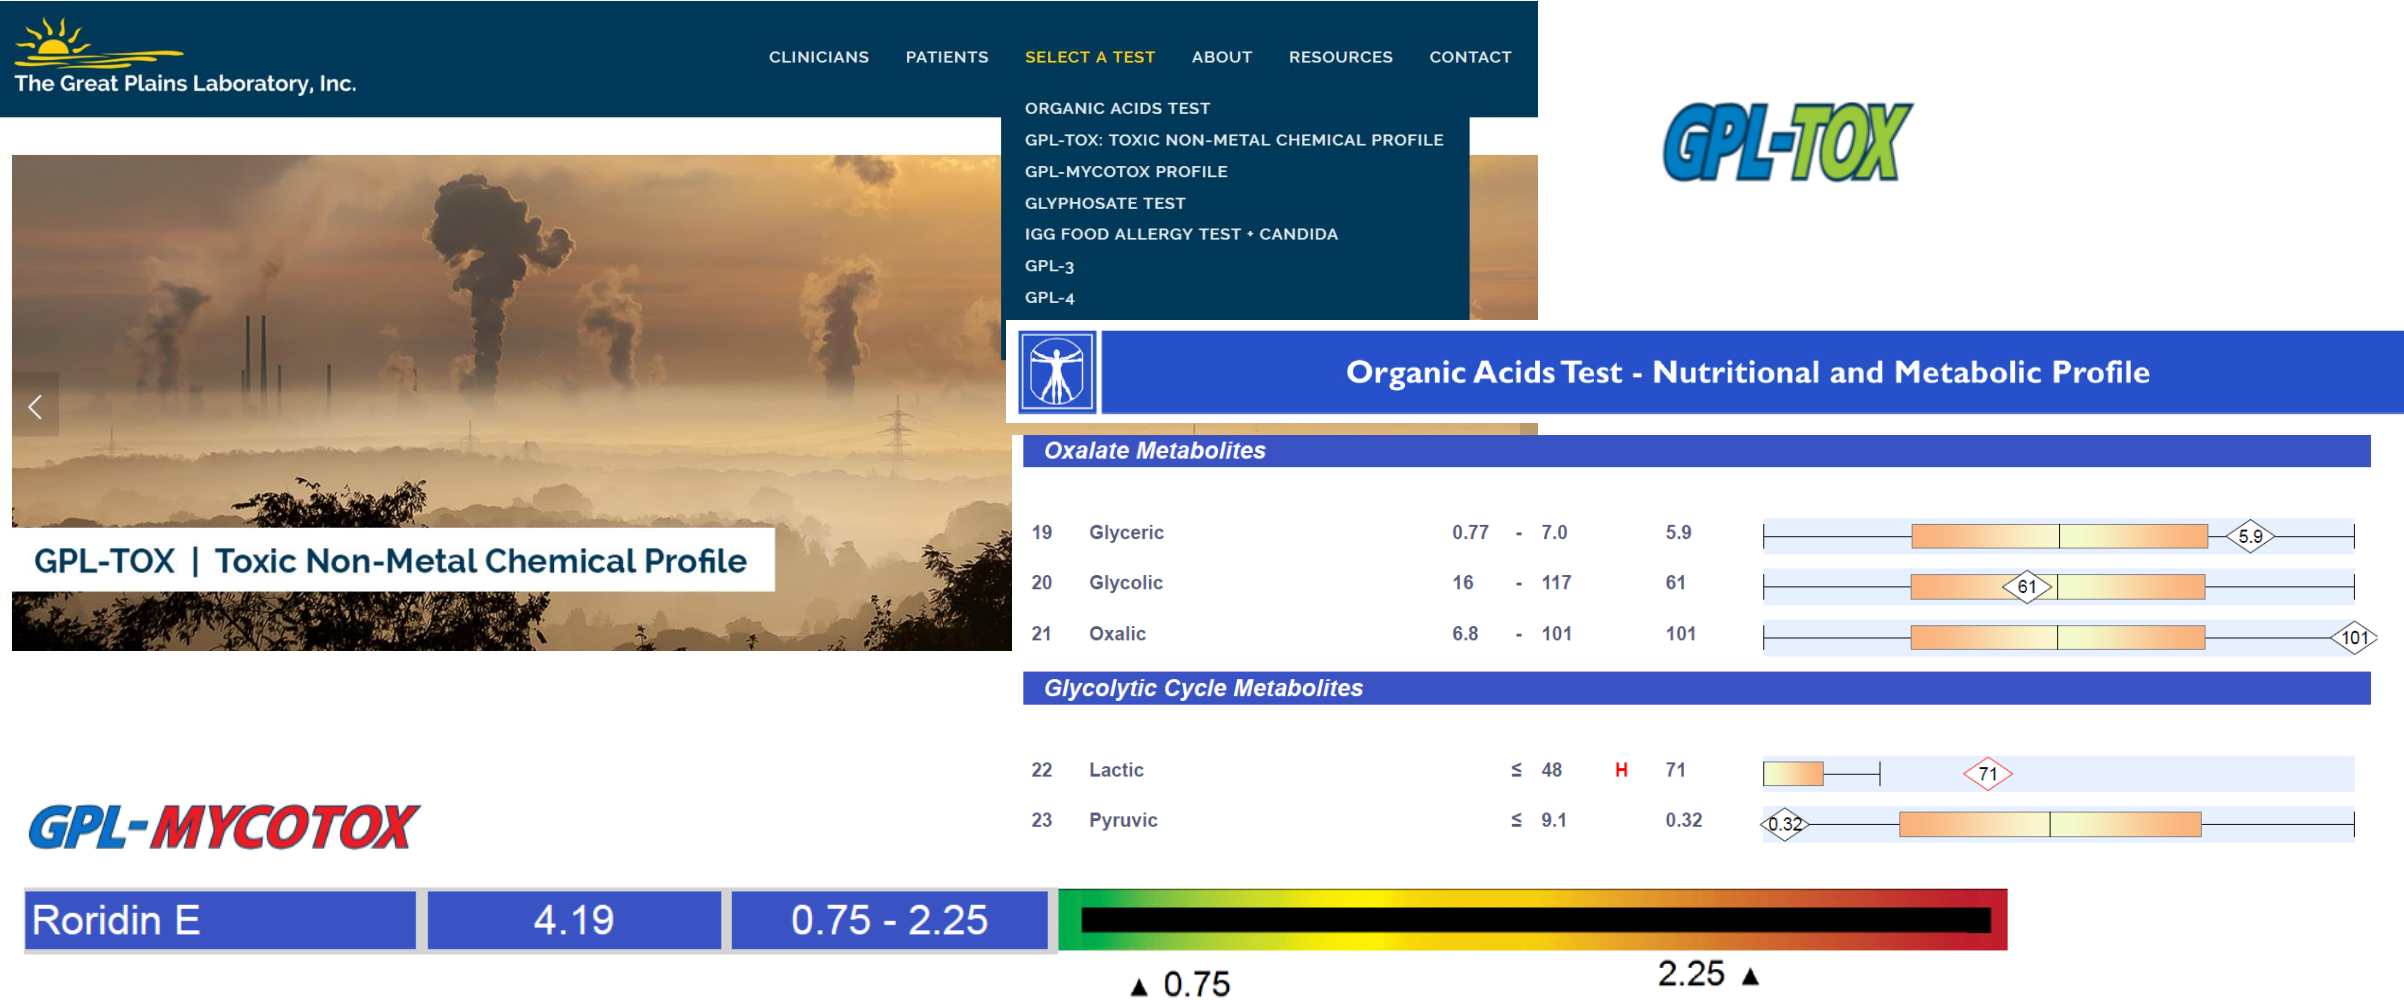 The Great Plains Laboratory, Inc.
CLINICIANS PATIENTS SELECT A TEST ABOUT RESOURCES CONTACT
ORGANIC ACIDS TEST
GPL-TOX: TOXIC NON-METAL CHEMICAL PROFILE
GPL-MYCOTOX PROFILE
GLYPHOSATE TEST
IGG FOOD ALLERGY TEST + CANDIDA
GPL-3
GPL-4
GPL-TOX
GPL-TOX | Toxic Non-Metal Chemical Profile
Organic Acids Test - Nutritional and Metabolic Profile
Oxalate Metabolites
19 Glyceric 0.77 - 7.0 5.9 5.9
20 Glycolic 16 - 117 61 61
21 Oxalic 6.8 - 101 101 101
Glycolytic Cycle Metabolites
22 Lactic ≤ 48 H 71 71
23 Pyruvic ≤ 9.1 0.32 0.32
GPL-MYCOTOX
Roridin E 4.19 0.75 - 2.25
▲ 0.75 2.25 ▲